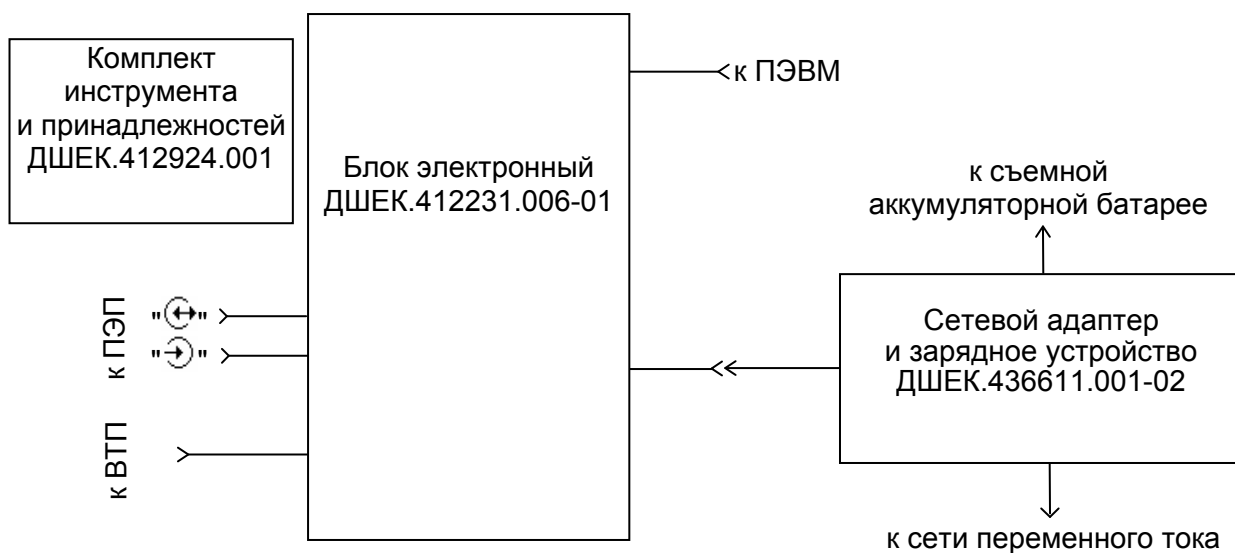 Комплект
инструмента
и принадлежностей
ДШЕК.412924.001
Блок электронный
ДШЕК.412231.006-01
к ПЭВМ
к съемной
аккумуляторной батарее
Сетевой адаптер
и зарядное устройство
ДШЕК.436611.001-02
к сети переменного тока
к ПЭП
к ВТП